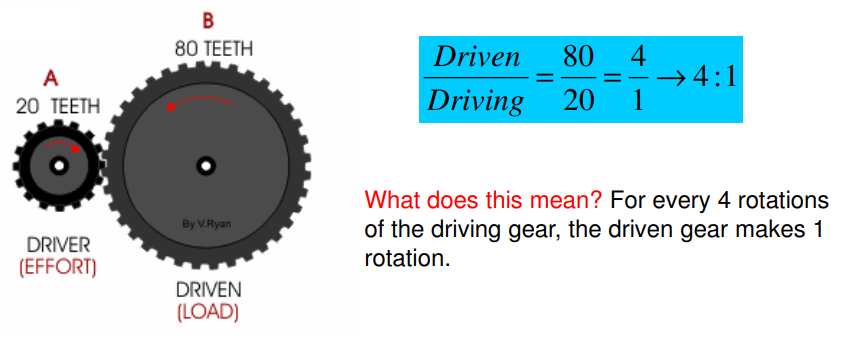 B
80 TEETH
A
20 TEETH
By V.Ryan
DRIVER
(EFFORT)
DRIVEN
(LOAD)
Driven / Driving = 80 / 20 = 4 / 1 → 4:1
What does this mean? For every 4 rotations
of the driving gear, the driven gear makes 1
rotation.